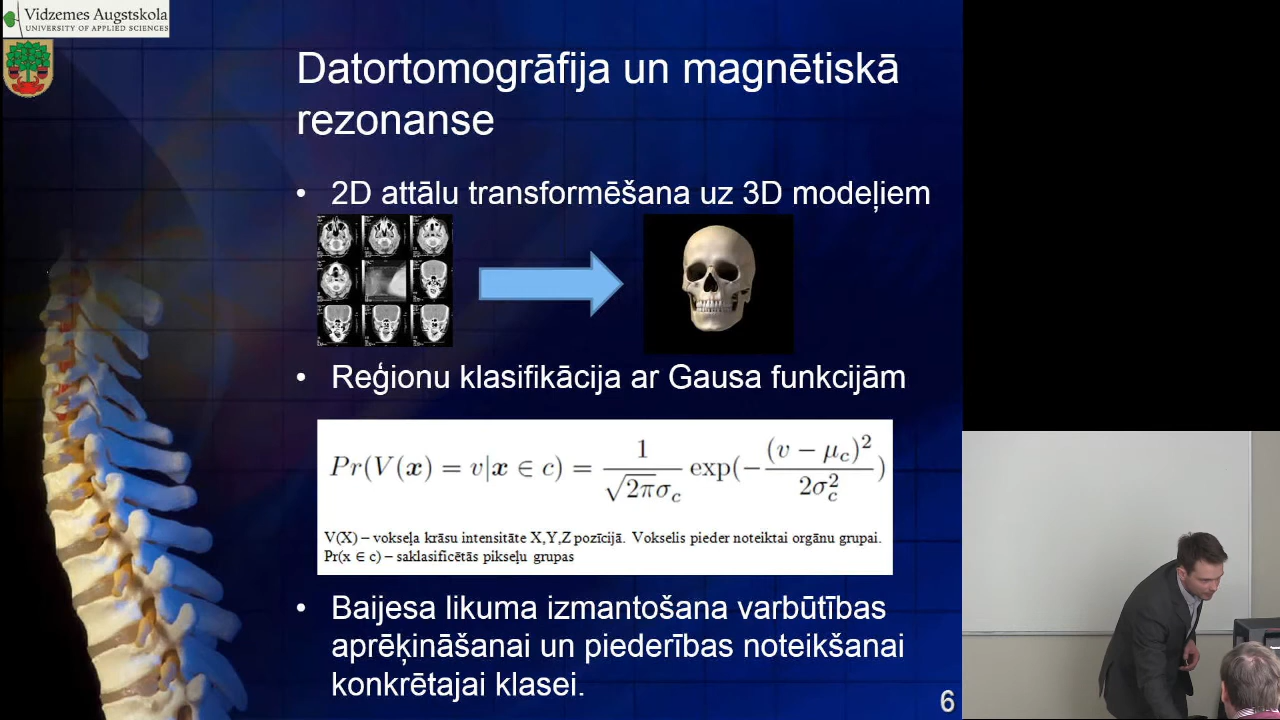 Vidzemes Augstskola
UNIVERSITY OF APPLIED SCIENCES
Datortomogrāfija un magnētiskā
rezonanse
• 2D attālu transformēšana uz 3D modeļiem
• Reģionu klasifikācija ar Gausa funkcijām
Pr(V(x) = v|x ∈ c) = 1/(√2π σ_c) exp(−(v − μ_c)²/2σ_c²)
V(X) – vokseļa krāsu intensitāte X,Y,Z pozīcijā. Vokselis pieder noteiktai orgānu grupai.
Pr(x ∈ c) – saklasificētās pikseļu grupas
• Baijesa likuma izmantošana varbūtības
aprēķināšanai un piederības noteikšanai
konkrētajai klasei.
6